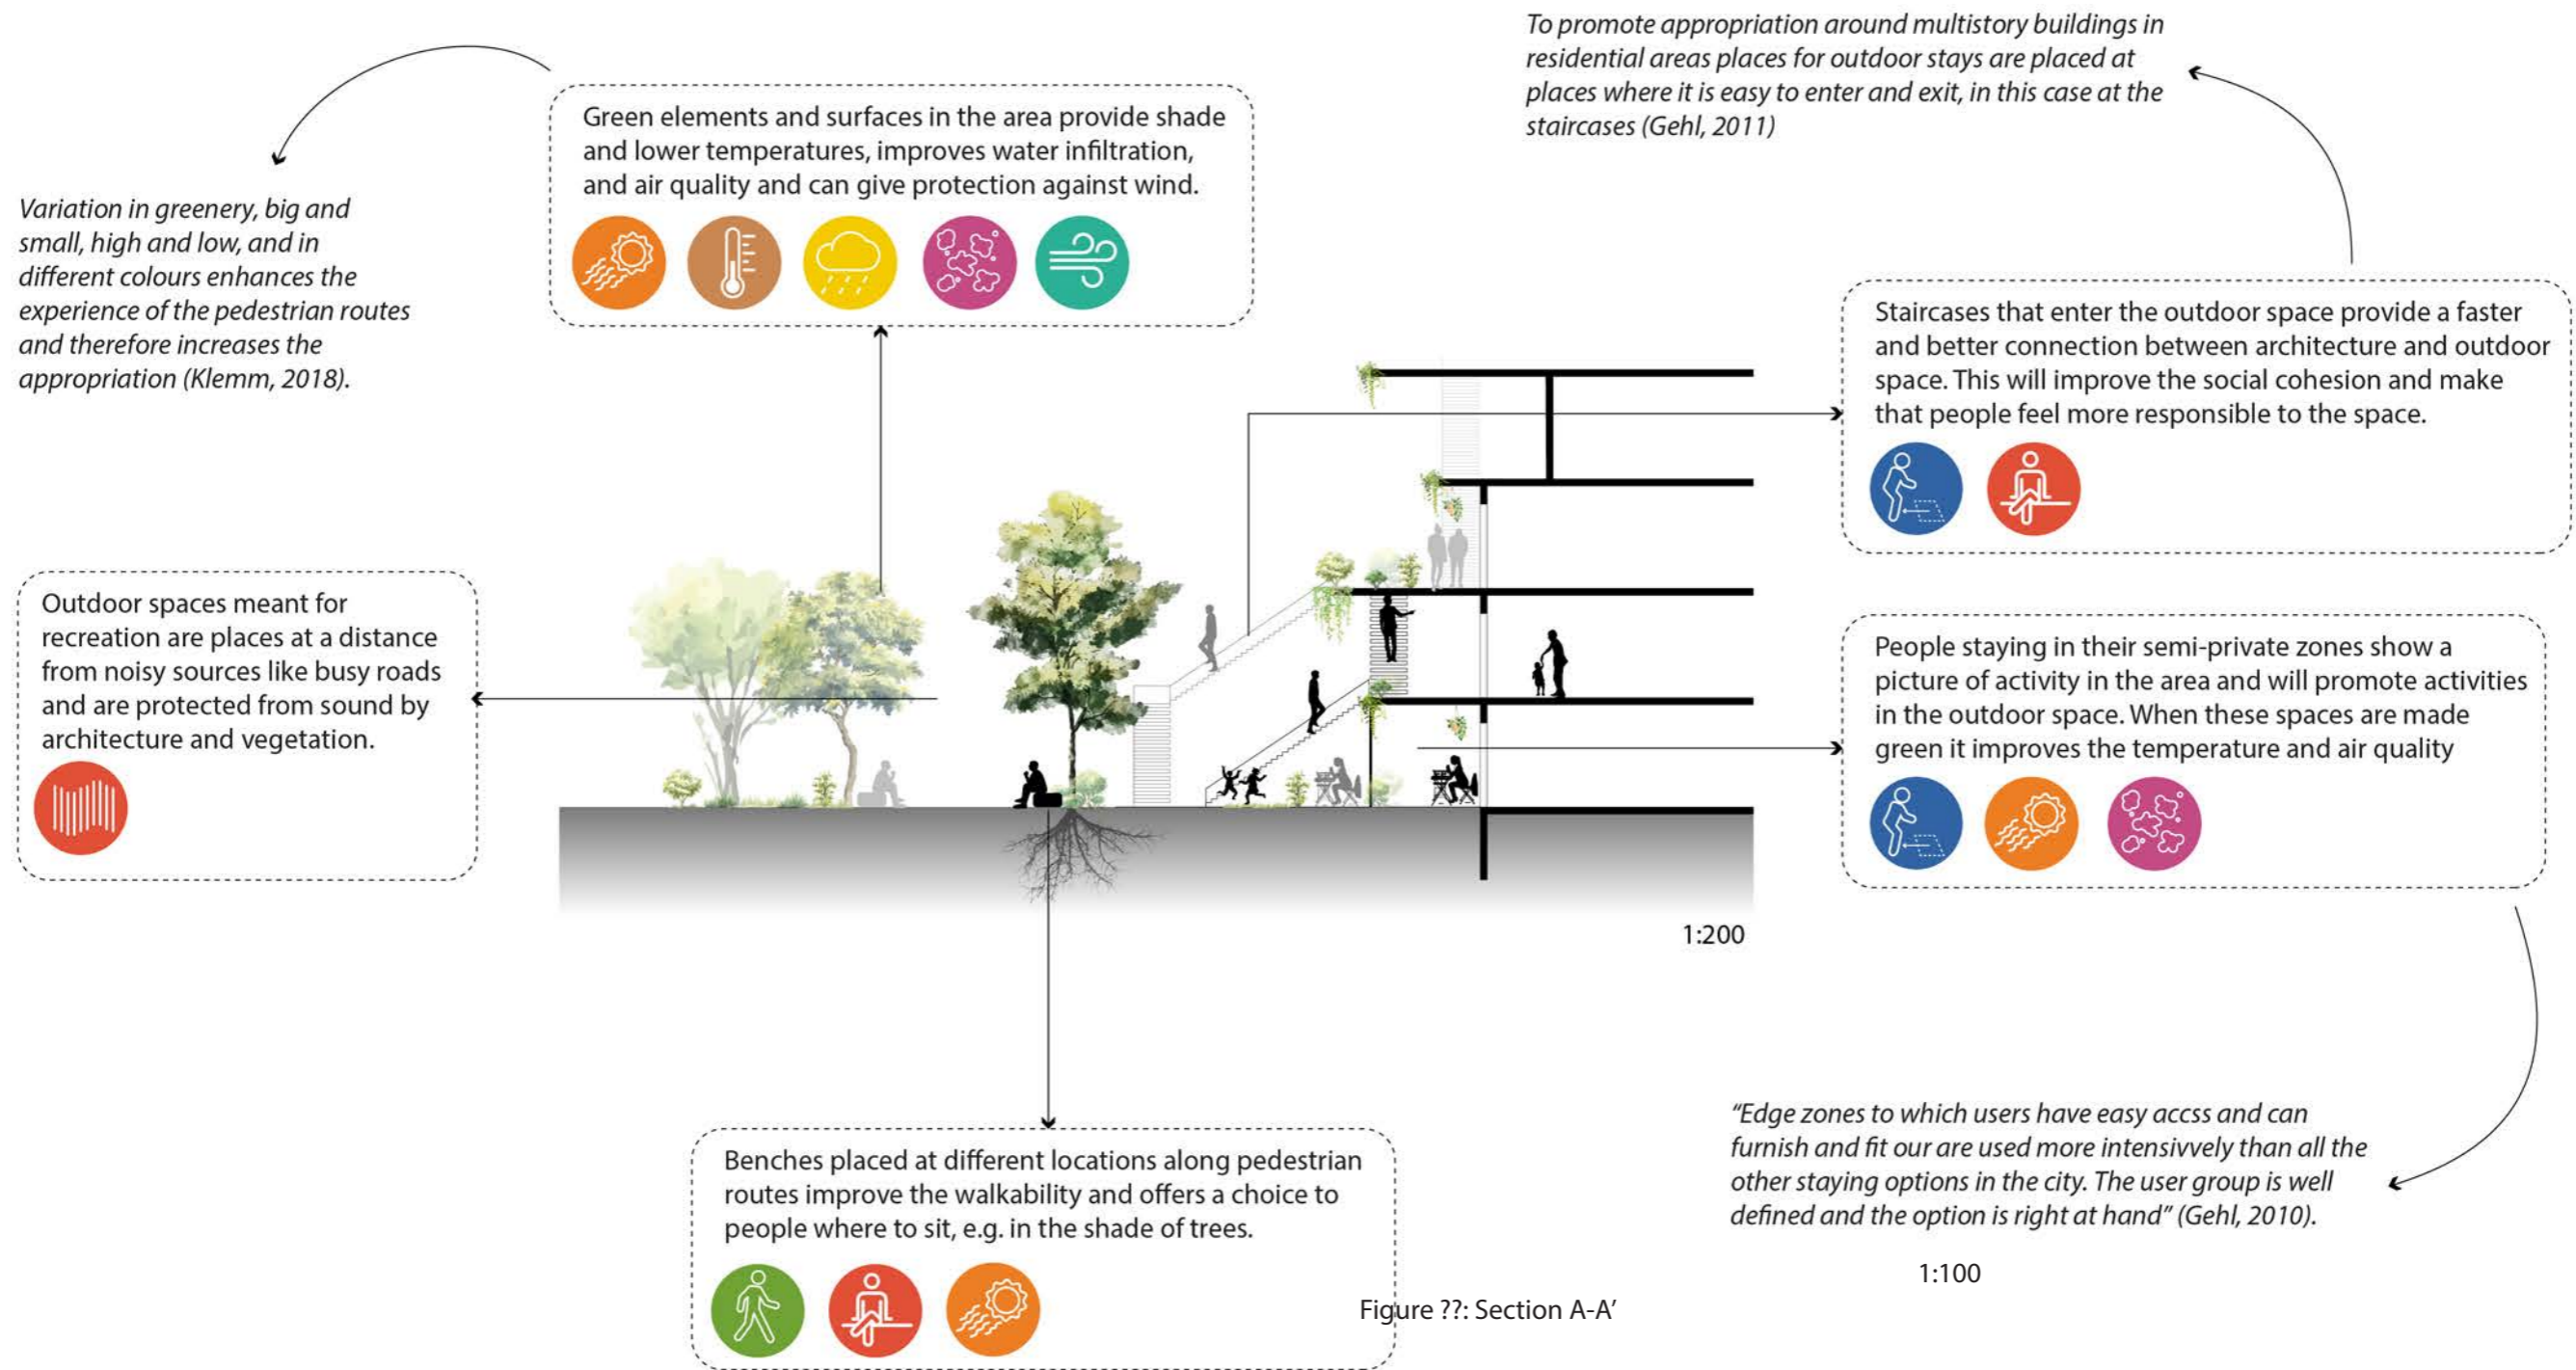 To promote appropriation around multistory buildings in
residential areas places for outdoor stays are placed at
places where it is easy to enter and exit, in this case at the
staircases (Gehl, 2011)
Green elements and surfaces in the area provide shade
and lower temperatures, improves water infiltration,
and air quality and can give protection against wind.
Variation in greenery, big and
small, high and low, and in
different colours enhances the
experience of the pedestrian routes
and therefore increases the
appropriation (Klemm, 2018).
Staircases that enter the outdoor space provide a faster
and better connection between architecture and outdoor
space. This will improve the social cohesion and make
that people feel more responsible to the space.
Outdoor spaces meant for
recreation are places at a distance
from noisy sources like busy roads
and are protected from sound by
architecture and vegetation.
People staying in their semi-private zones show a
picture of activity in the area and will promote activities
in the outdoor space. When these spaces are made
green it improves the temperature and air quality
1:200
"Edge zones to which users have easy accss and can
furnish and fit our are used more intensivvely than all the
other staying options in the city. The user group is well
defined and the option is right at hand" (Gehl, 2010).
Benches placed at different locations along pedestrian
routes improve the walkability and offers a choice to
people where to sit, e.g. in the shade of trees.
1:100
Figure ??: Section A-A'